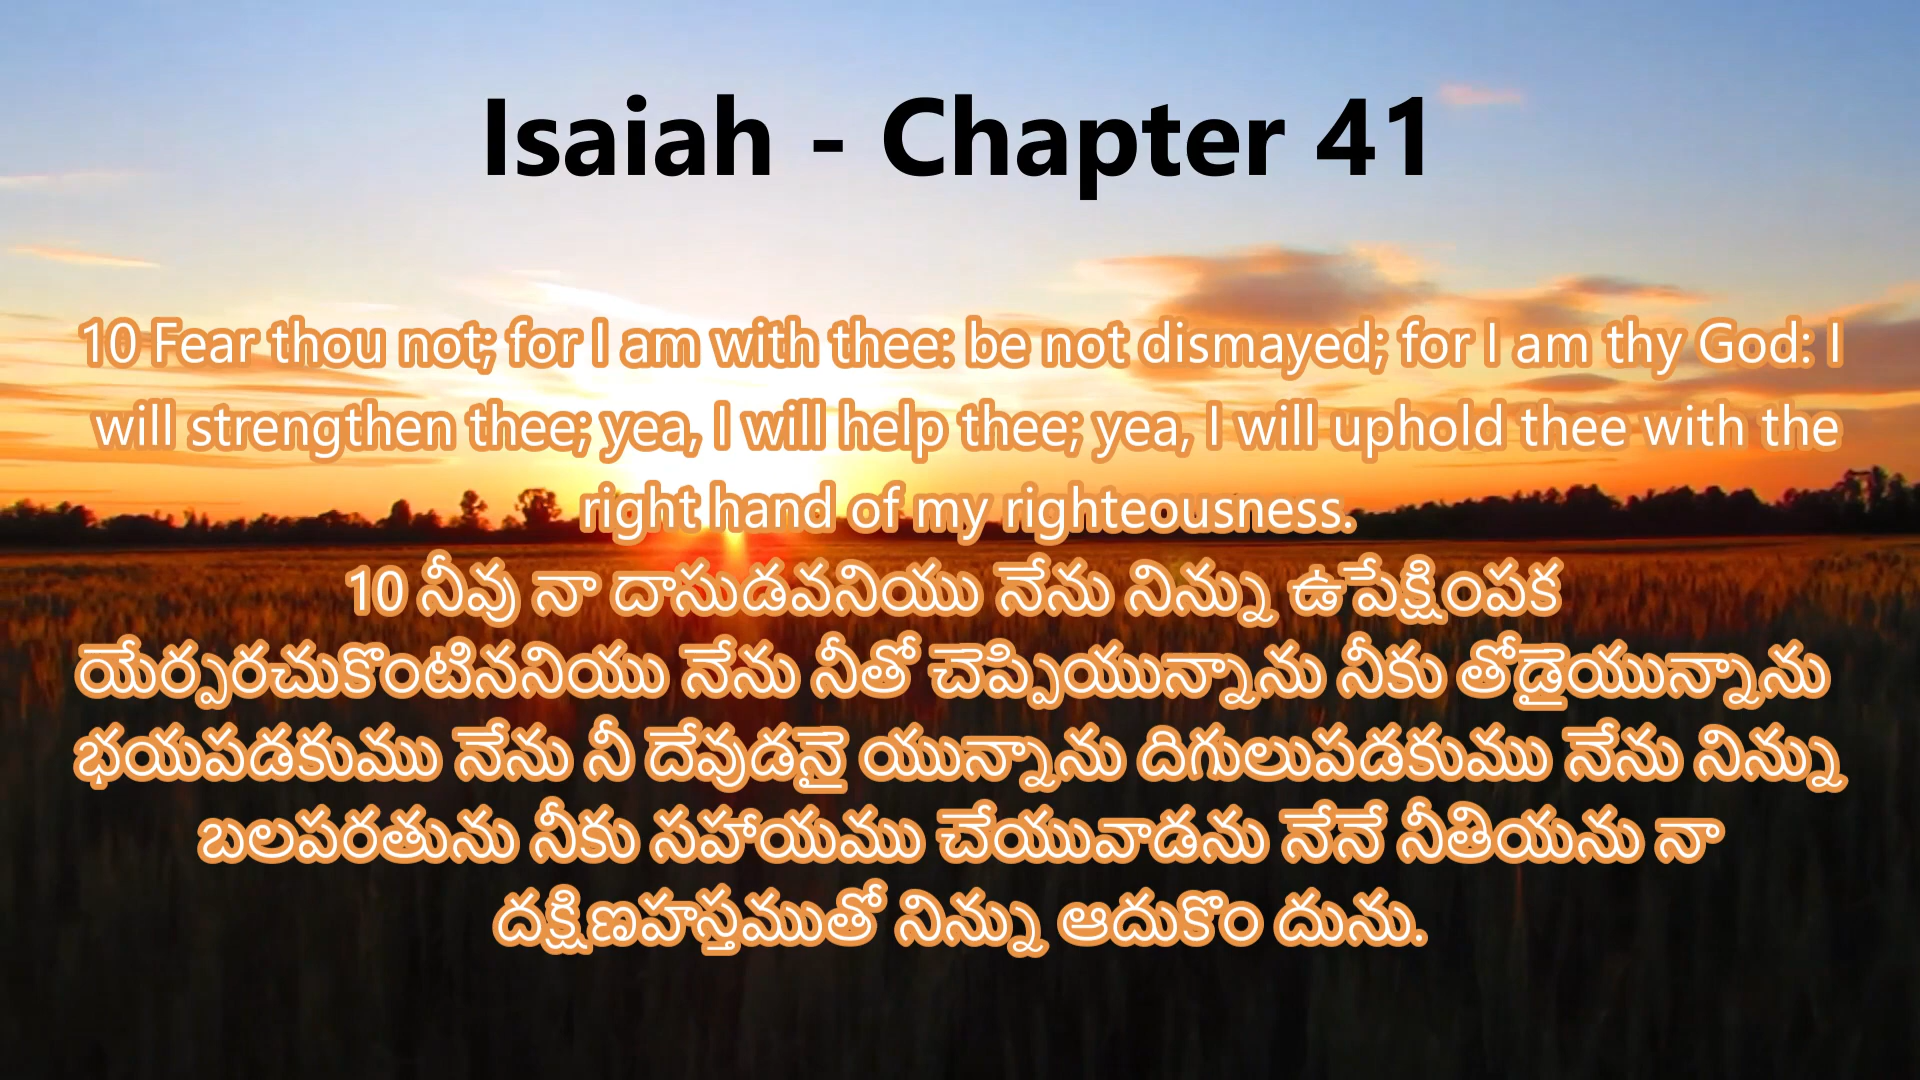 Isaiah - Chapter 41
10 Fear thou not; for I am with thee: be not dismayed; for I am thy God: I
will strengthen thee; yea, I will help thee; yea, I will uphold thee with the
right hand of my righteousness.
10 నీవు నా దాసుడవనియు నేను నిన్ను ఉపేక్షింపక
యేర్పరచుకొంటిననియు నేను నీతో చెప్పియున్నాను నీకు తోడైయున్నాను
భయపడకుము నేను నీ దేవుడనై యున్నాను దిగులుపడకుము నేను నిన్ను
బలపరతును నీకు సహాయము చేయువాడను నేనే నీతియను నా
దక్షిణహస్తముతో నిన్ను ఆదుకొం దును.